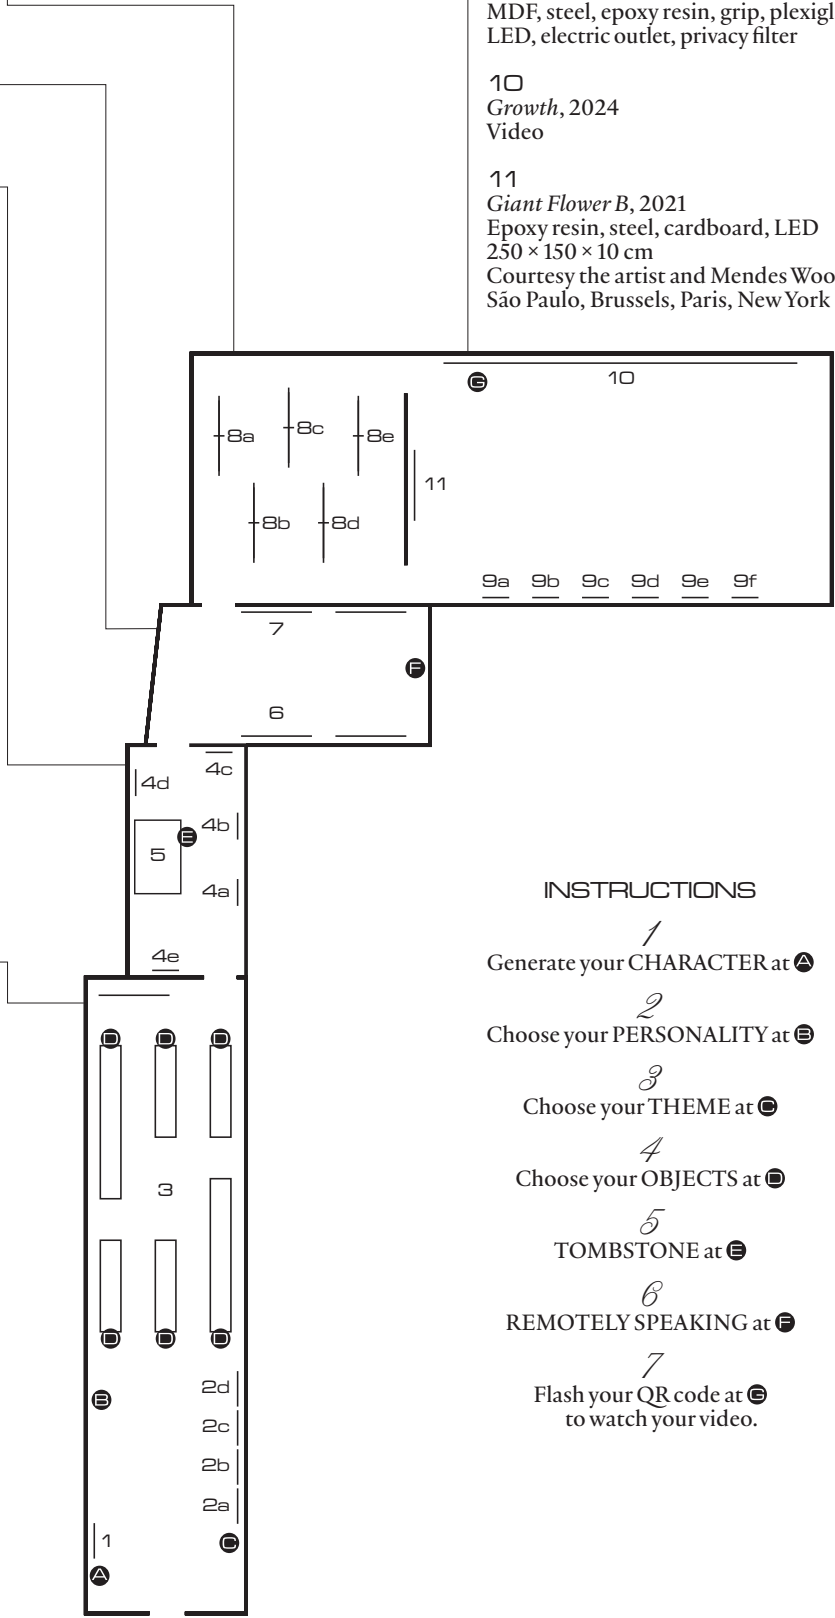 MDF, steel, epoxy resin, grip, plexigl
LED, electric outlet, privacy filter
10
Growth, 2024
Video
11
Giant Flower B, 2021
Epoxy resin, steel, cardboard, LED
250 × 150 × 10 cm
Courtesy the artist and Mendes Woo
São Paulo, Brussels, Paris, New York
G
10
8a
8c
8e
11
8b
8d
9a 9b 9c 9d 9e 9f
7
F
6
4c
4d
4b
E
5
4a
4e
D D D
3
D D D
2d
B
2c
2b
2a
1
C
A
INSTRUCTIONS
1
Generate your CHARACTER at A
2
Choose your PERSONALITY at B
3
Choose your THEME at C
4
Choose your OBJECTS at D
5
TOMBSTONE at E
6
REMOTELY SPEAKING at F
7
Flash your QR code at G
to watch your video.